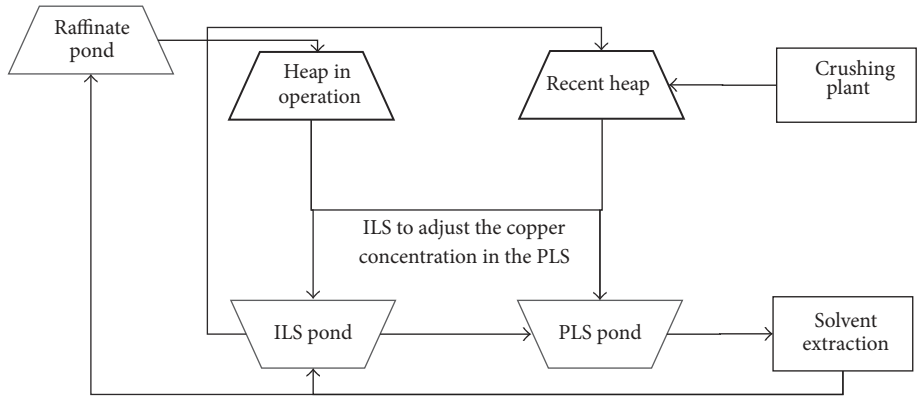 Raffinate
pond
Heap in
operation
Recent heap
Crushing
plant
ILS to adjust the copper
concentration in the PLS
ILS pond
PLS pond
Solvent
extraction